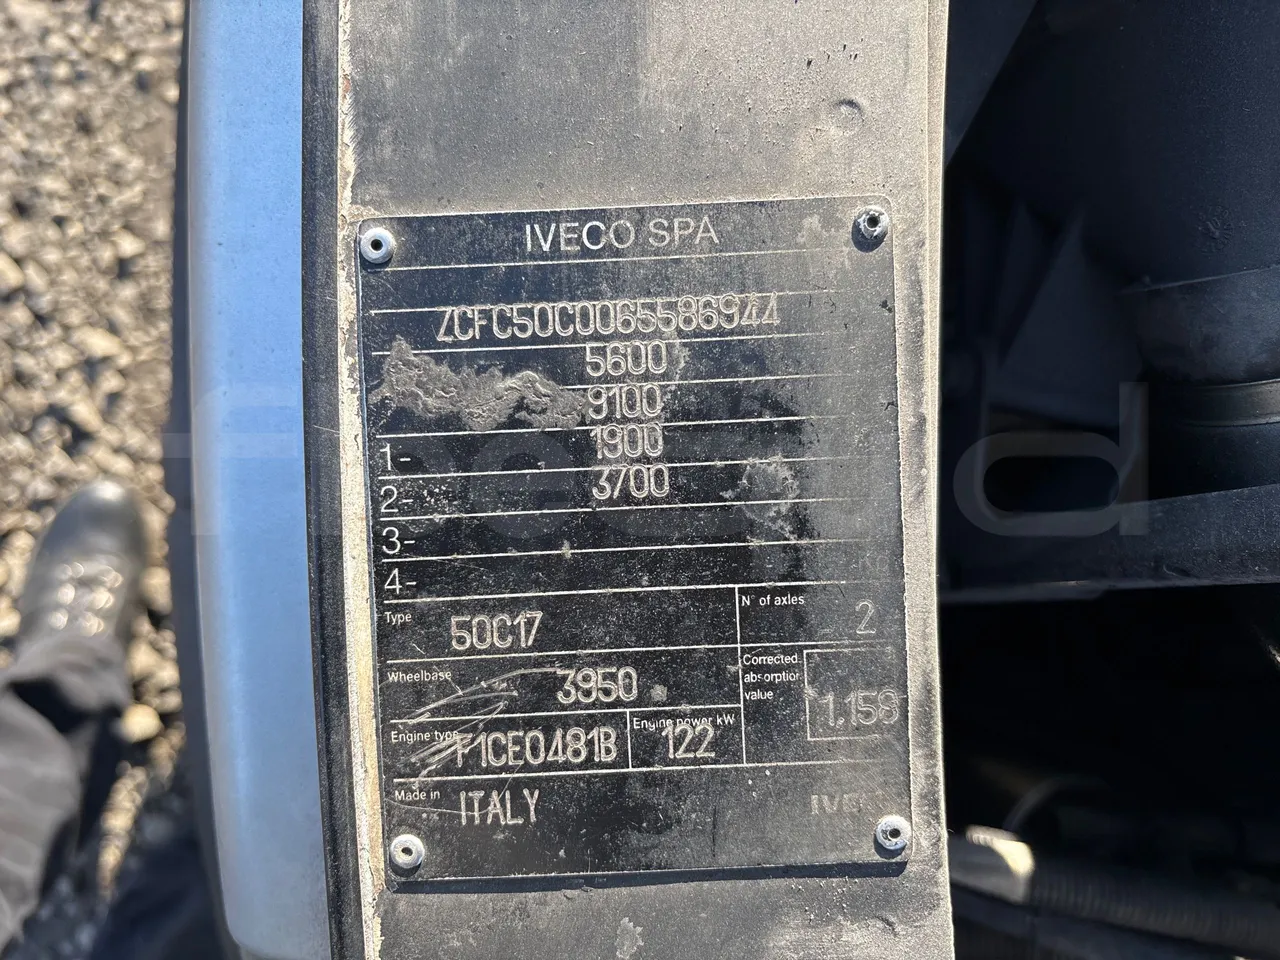 IVECO SPA
ZCFC50C0065586944
5600
9100
1- 1900
2- 3700
3-
4-
Type 50C17
N° of axles 2
Wheelbase 3950
Corrected absorption value 1.158
Engine type F1CE0481B
Engine power kW 122
Made in ITALY
IVECO